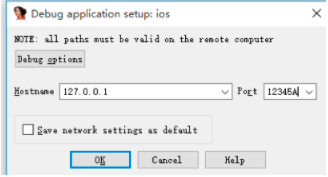 Debug application setup: ios
NOTE: all paths must be valid on the remote computer
Debug options
Hostname 127.0.0.1 Port 12345A
Save network settings as default
OK Cancel Help